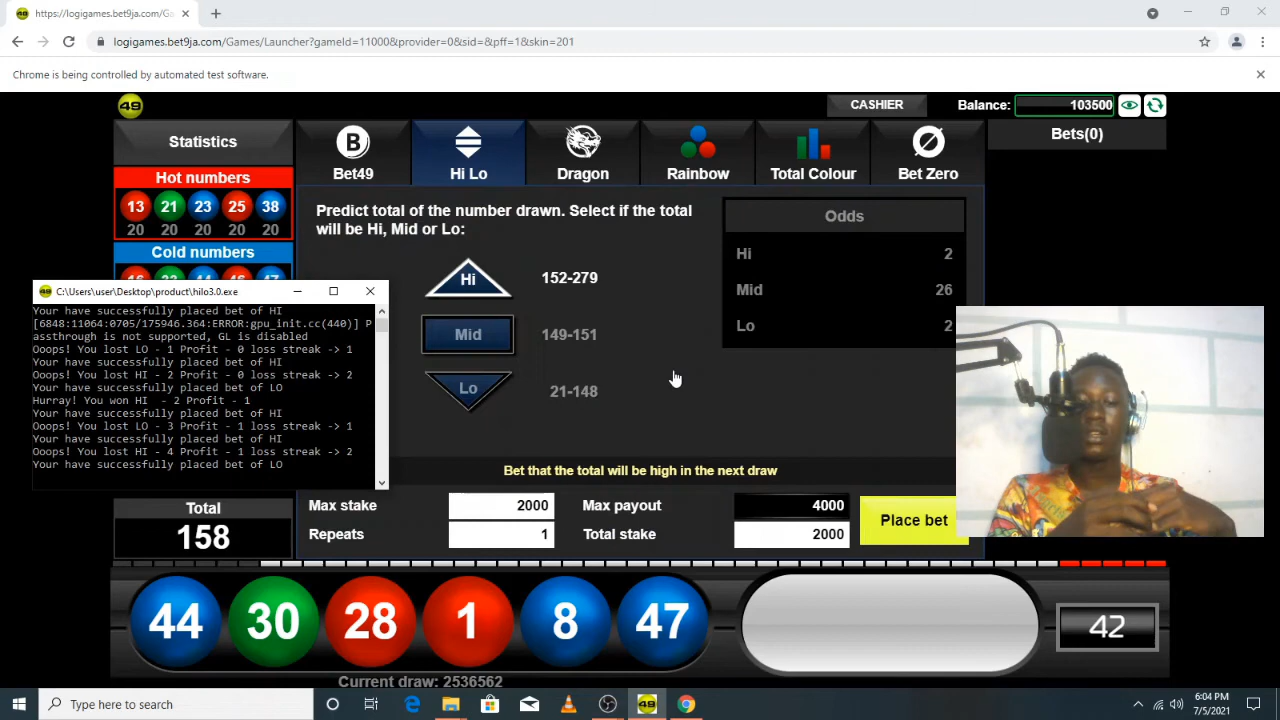 https://logigames.bet9ja.com/Ga
logigames.bet9ja.com/Games/Launcher?gameId=11000&provider=0&sid=&pff=1&skin=201
Chrome is being controlled by automated test software.
49
CASHIER
Balance: 103500
Statistics
Bet49
Hi Lo
Dragon
Rainbow
Total Colour
Bet Zero
Bets(0)
Hot numbers
13 21 23 25 38
20 20 20 20 20
Cold numbers
Predict total of the number drawn. Select if the total
will be Hi, Mid or Lo:
Hi 152-279
Mid 149-151
Lo 21-148
Odds
Hi 2
Mid 26
Lo 2
C:\Users\user\Desktop\product\hilo3.0.exe
Your have successfully placed bet of HI
[6848:11064:0705/175946.364:ERROR:gpu_init.cc(440)] P
assthrough is not supported, GL is disabled
Ooops! You lost LO - 1 Profit - 0 loss streak -> 1
Your have successfully placed bet of HI
Ooops! You lost HI - 2 Profit - 0 loss streak -> 2
Your have successfully placed bet of LO
Hurray! You won HI  - 2 Profit - 1
Your have successfully placed bet of HI
Ooops! You lost LO - 3 Profit - 1 loss streak -> 1
Your have successfully placed bet of HI
Ooops! You lost HI - 4 Profit - 1 loss streak -> 2
Your have successfully placed bet of LO
Bet that the total will be high in the next draw
Total
158
Max stake 2000
Max payout 4000
Repeats 1
Total stake 2000
Place bet
44 30 28 1 8 47
42
Current draw: 2536562
Type here to search
49
6:04 PM
7/5/2021